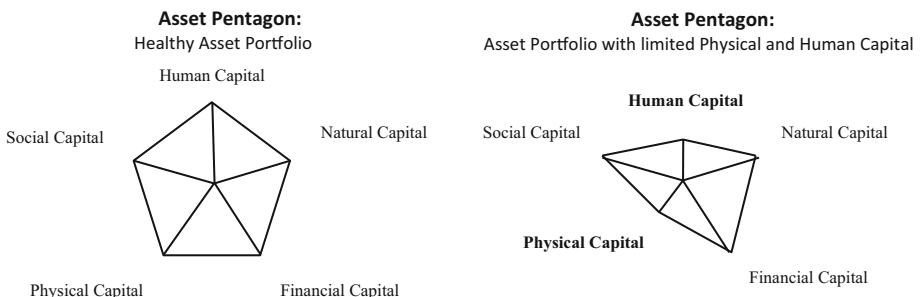 Asset Pentagon:
Healthy Asset Portfolio
Human Capital
Social Capital
Natural Capital
Physical Capital
Financial Capital
Asset Pentagon:
Asset Portfolio with limited Physical and Human Capital
Human Capital
Social Capital
Natural Capital
Physical Capital
Financial Capital